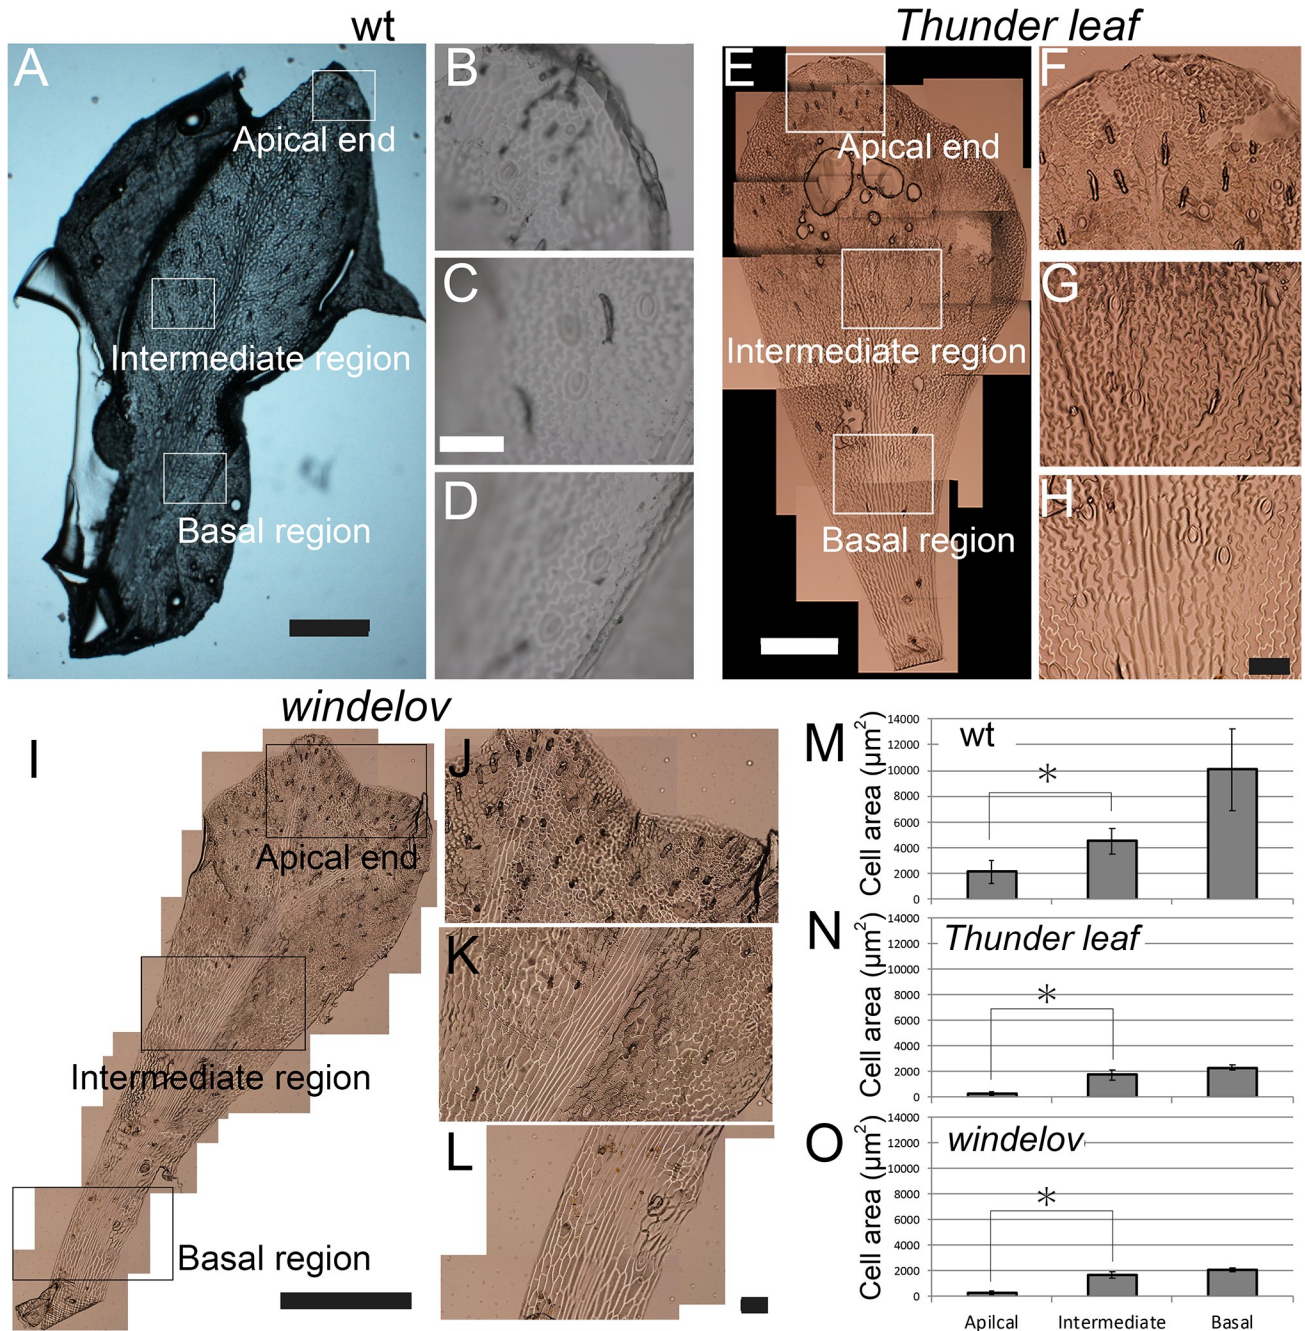 wt
Thunder leaf
A
Apical end
Intermediate region
Basal region
B
C
D
E
Apical end
Intermediate region
Basal region
F
G
H
windelov
I
Apical end
Intermediate region
Basal region
J
K
L
M
Cell area (µm²)
14000
12000
10000
8000
6000
4000
2000
0
wt
*
N
Cell area (µm²)
14000
12000
10000
8000
6000
4000
2000
0
Thunder leaf
*
O
Cell area (µm²)
14000
12000
10000
8000
6000
4000
2000
0
windelov
*
Apilcal Intermediate Basal